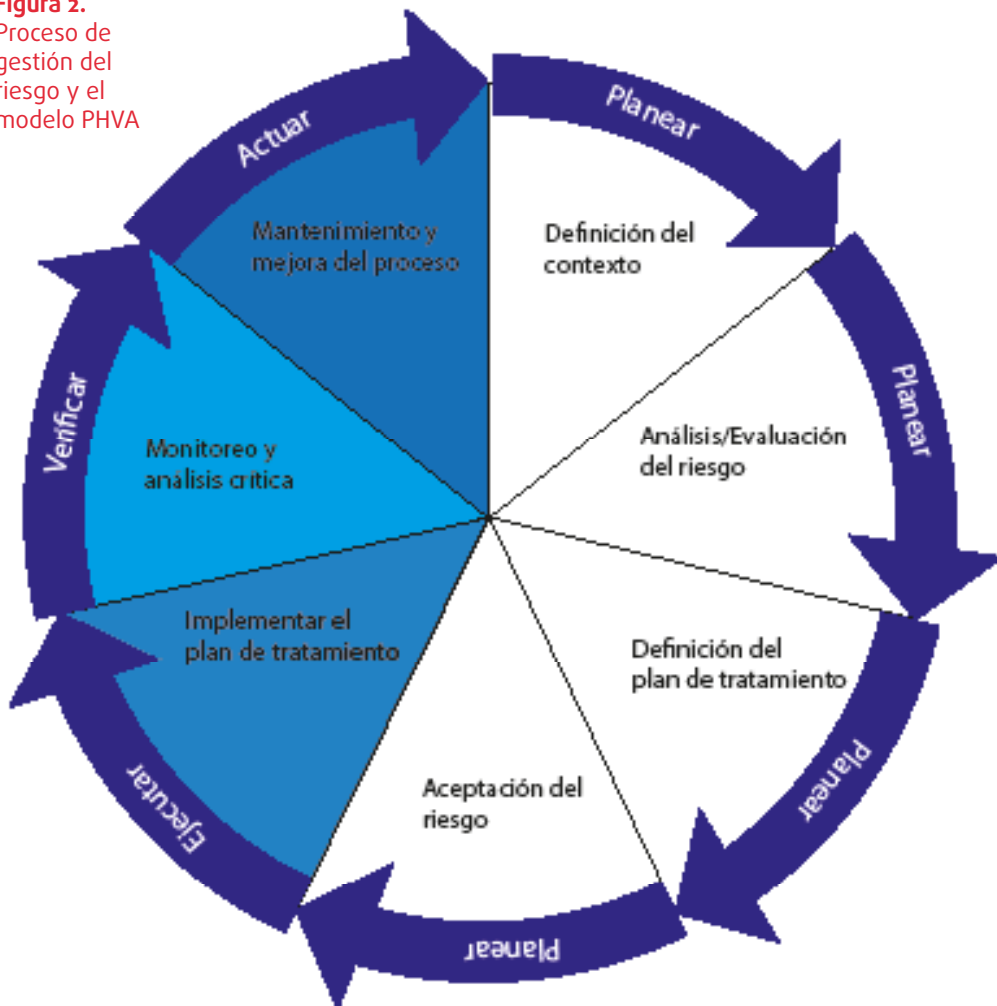 Figura 2.
Proceso de
gestión del
riesgo y el
modelo PHVA
Planear
Definición del
contexto
Planear
Análisis/Evaluación
del riesgo
Planear
Definición del
plan de tratamiento
Planear
Aceptación del
riesgo
Ejecutar
Implementar el
plan de tratamiento
Verificar
Monitoreo y
análisis crítica
Actuar
Mantenimiento y
mejora del proceso